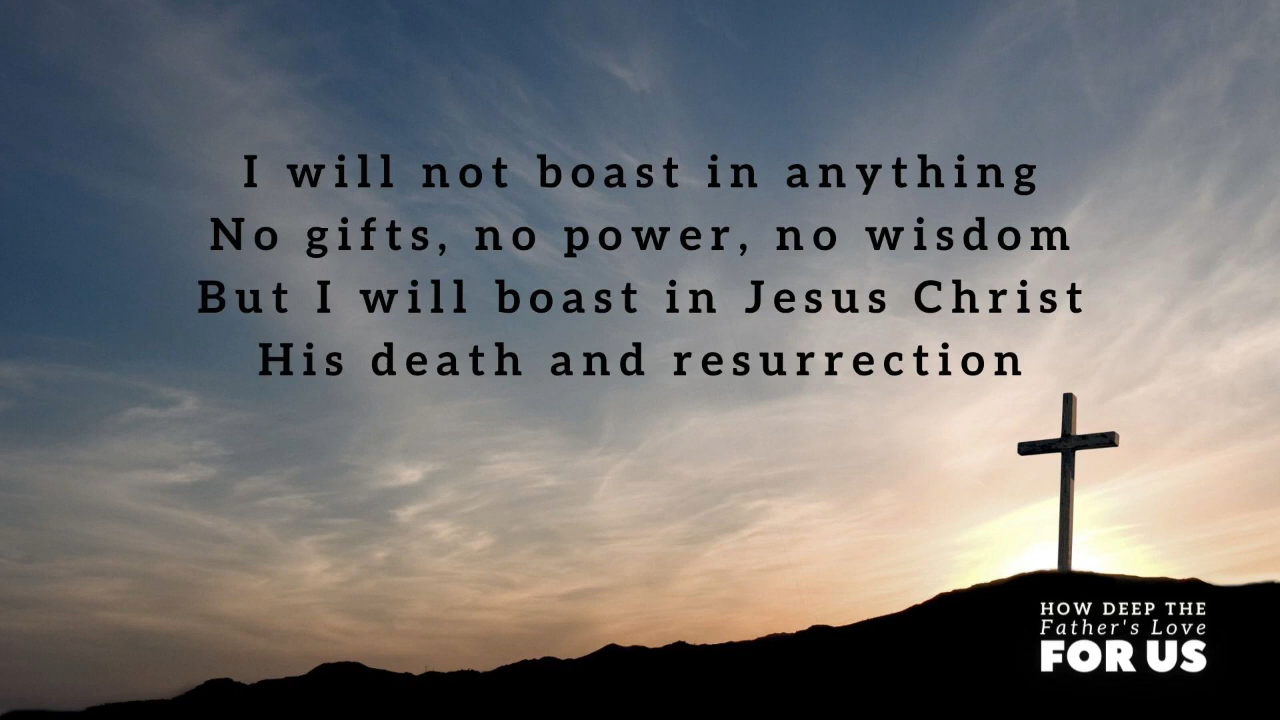 I will not boast in anything
No gifts, no power, no wisdom
But I will boast in Jesus Christ
His death and resurrection
HOW DEEP THE
Father's Love
FOR US